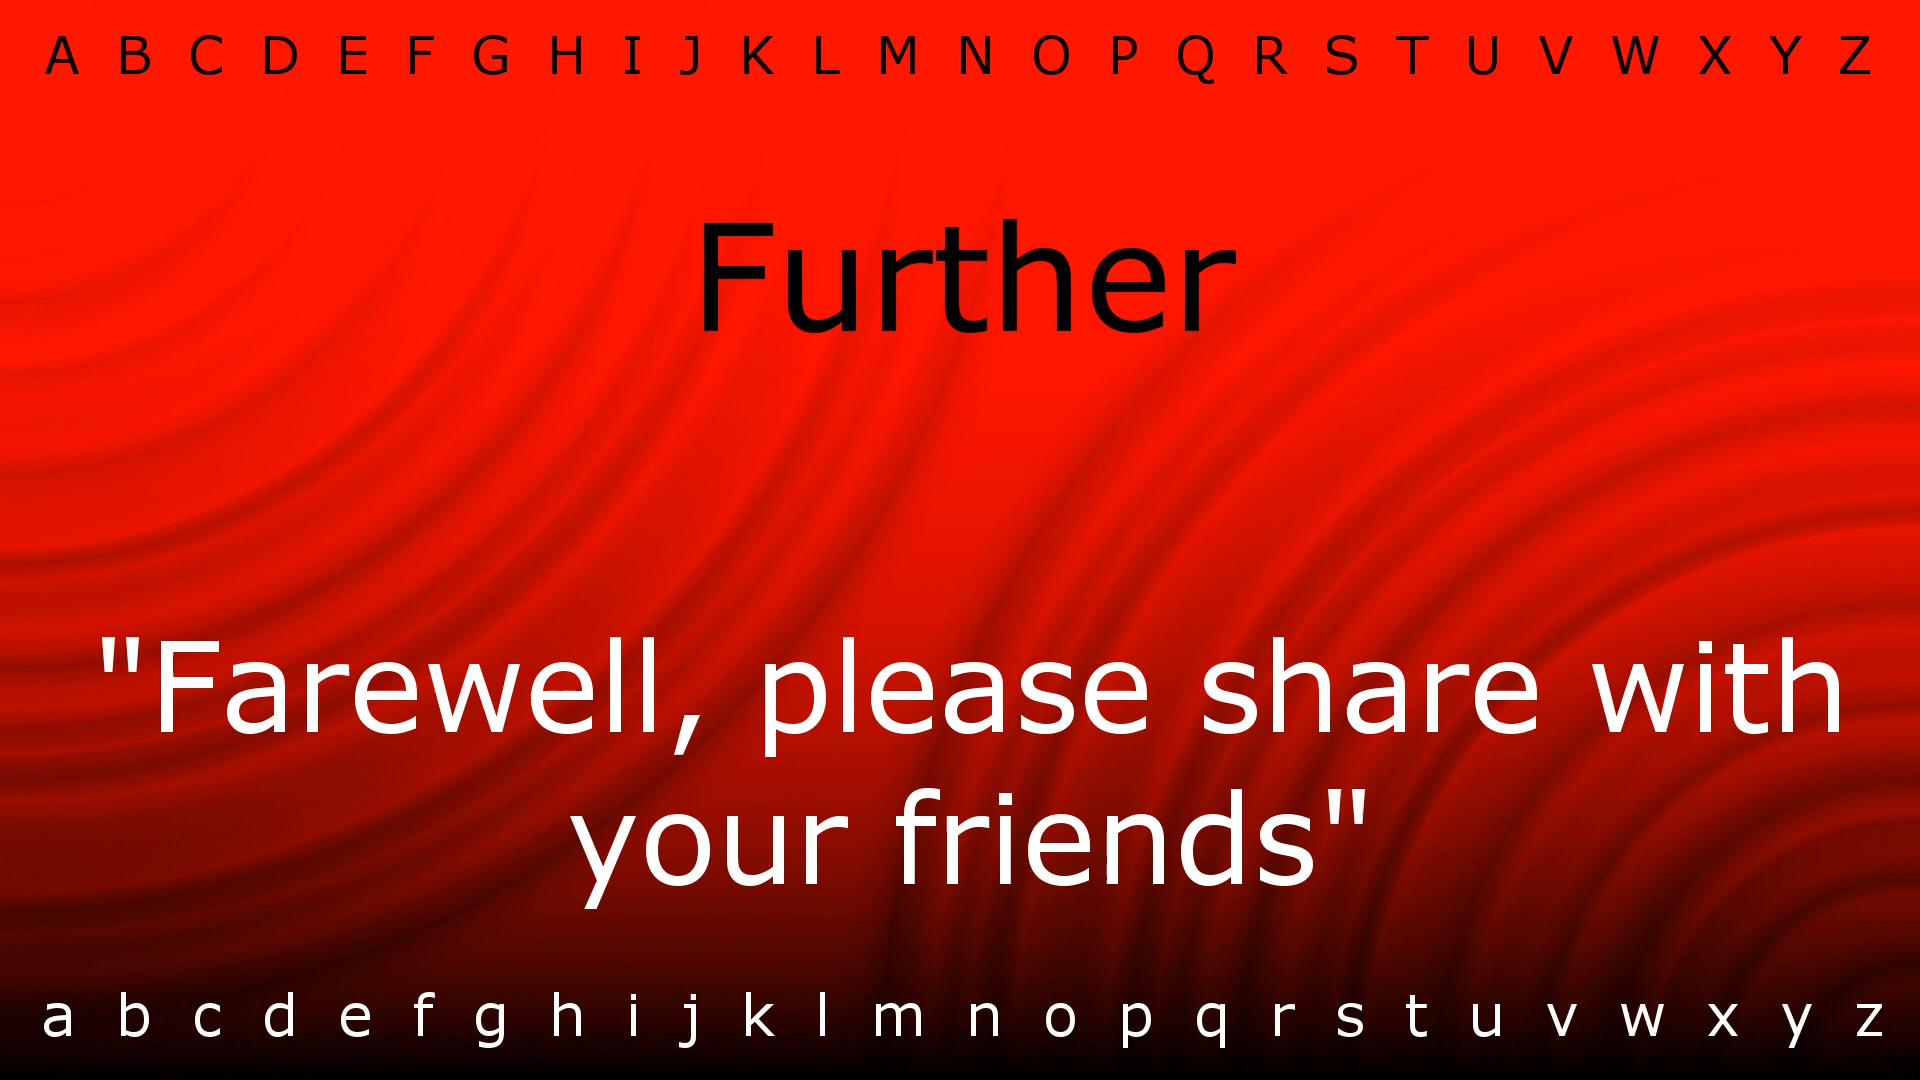 A B C D E F G H I J K L M N O P Q R S T U V W X Y Z
Further
"Farewell, please share with
your friends"
a b c d e f g h i j k l m n o p q r s t u v w x y z